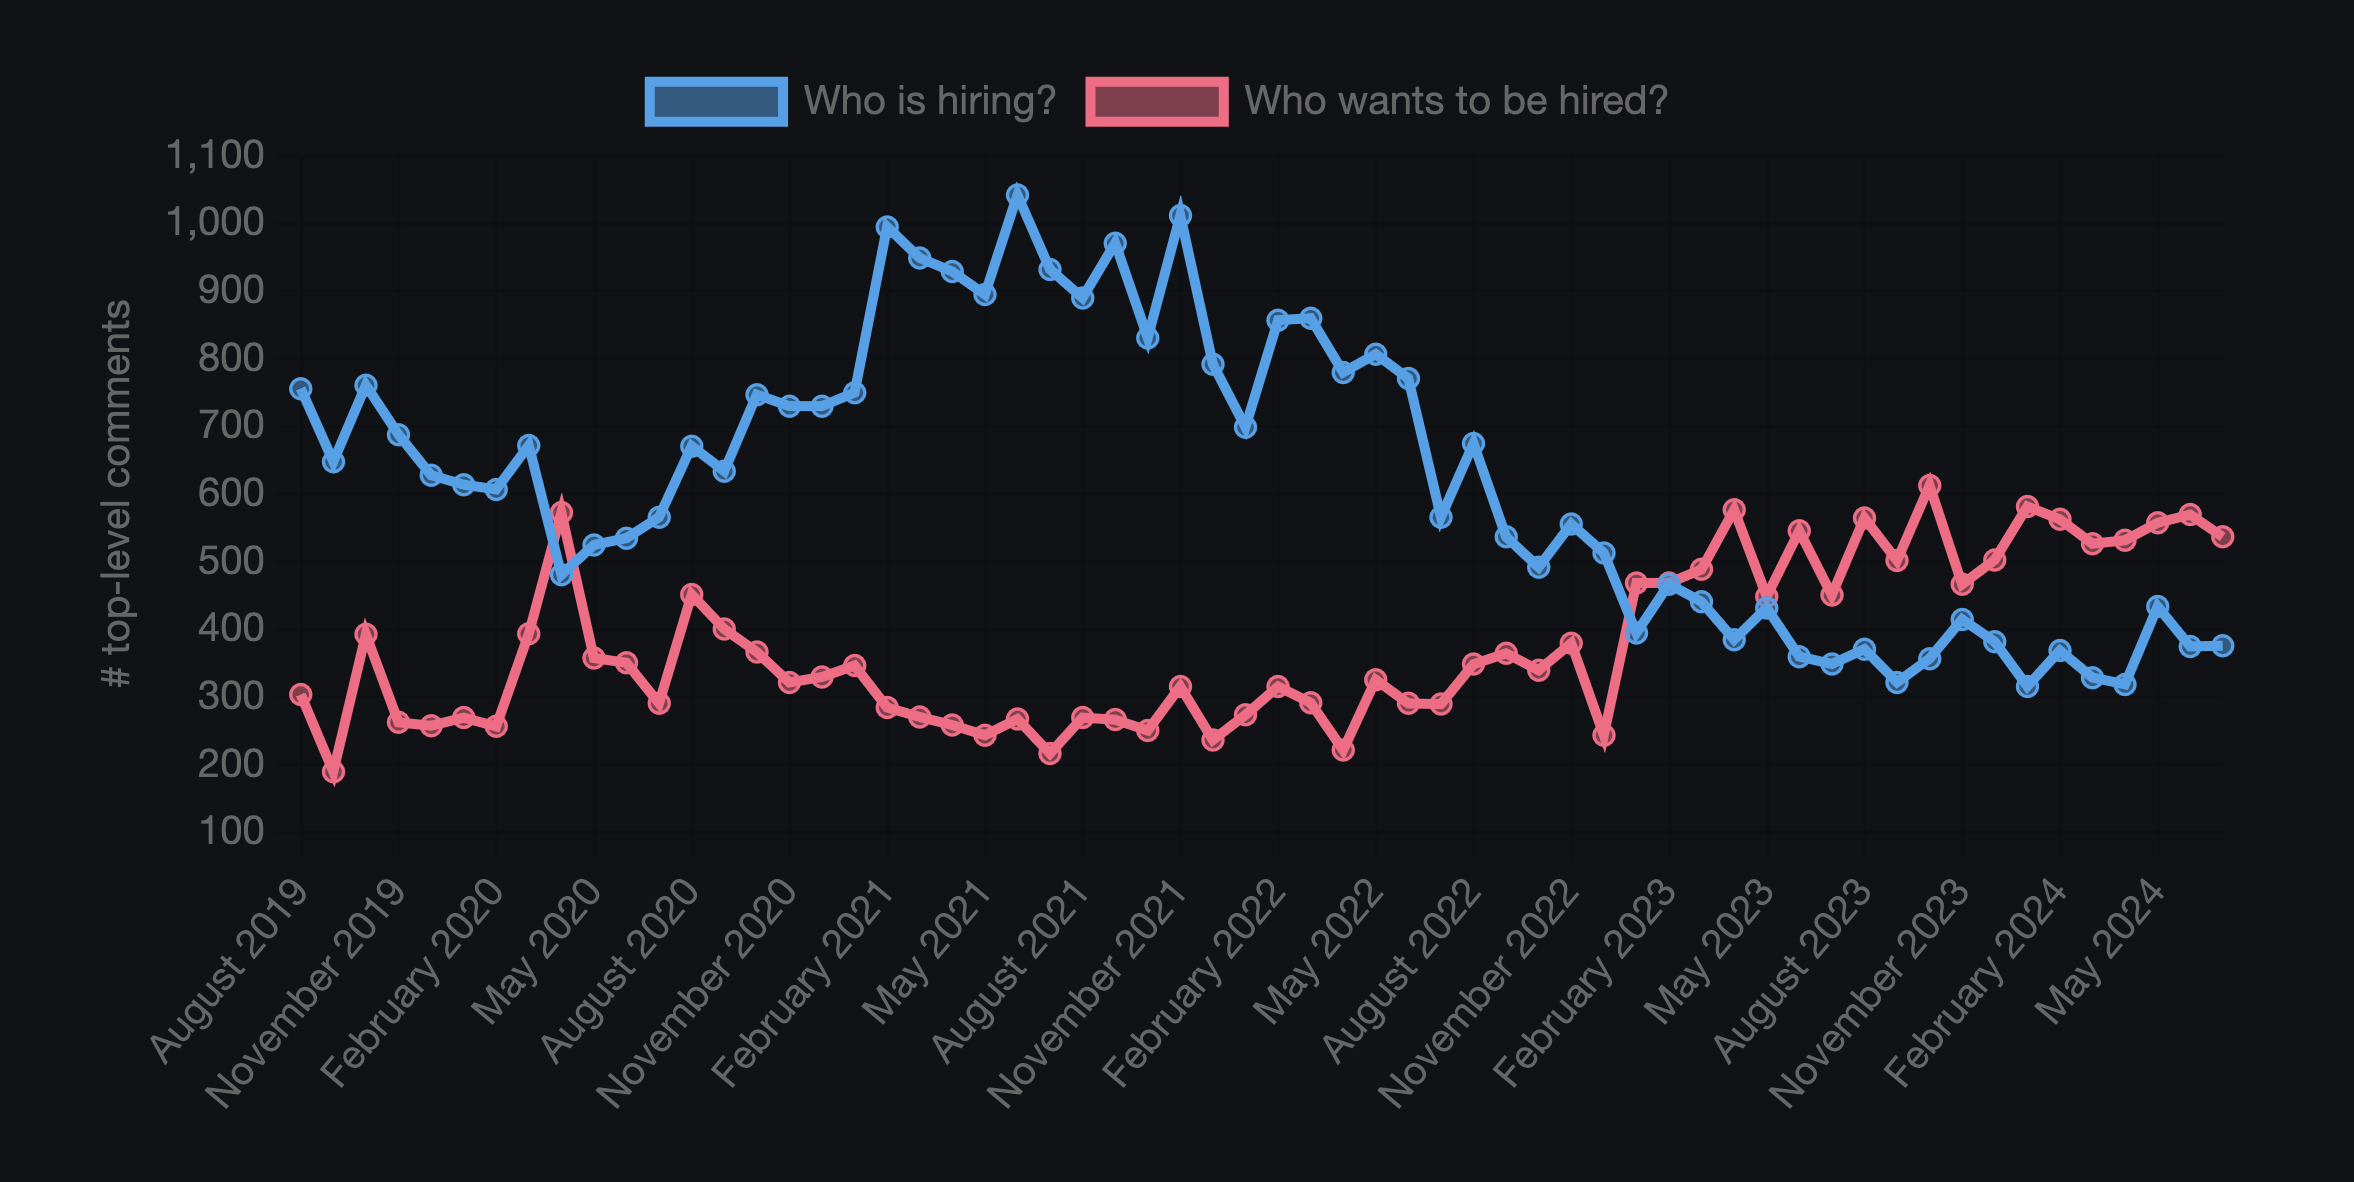 Who is hiring? Who wants to be hired?
# top-level comments
1,100
1,000
900
800
700
600
500
400
300
200
100
August 2019
November 2019
February 2020
May 2020
August 2020
November 2020
February 2021
May 2021
August 2021
November 2021
February 2022
May 2022
August 2022
November 2022
February 2023
May 2023
August 2023
November 2023
February 2024
May 2024